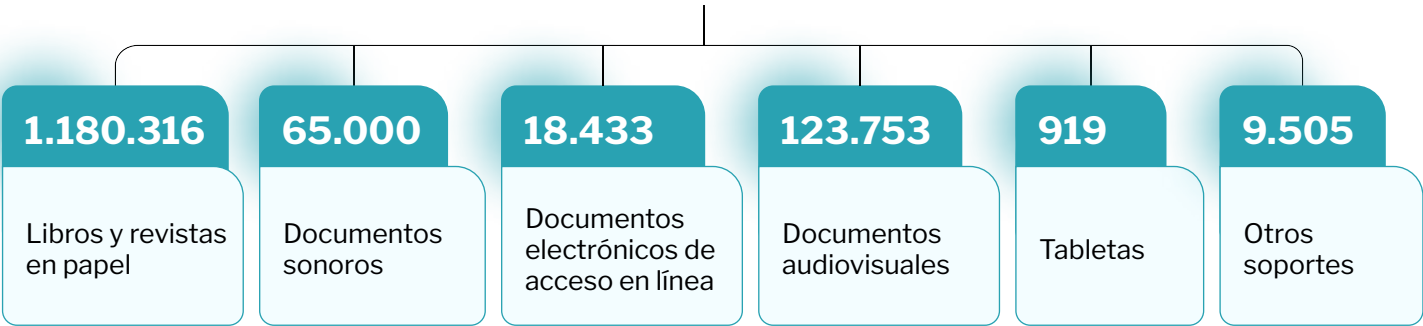 1.180.316
Libros y revistas
en papel
65.000
Documentos
sonoros
18.433
Documentos
electrónicos de
acceso en línea
123.753
Documentos
audiovisuales
919
Tabletas
9.505
Otros
soportes